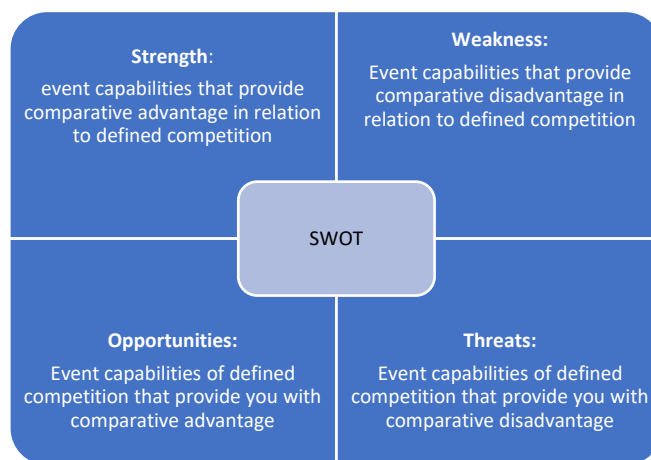 Strength:
event capabilities that provide
comparative advantage in relation
to defined competition
Weakness:
Event capabilities that provide
comparative disadvantage in
relation to defined competition
SWOT
Opportunities:
Event capabilities of defined
competition that provide you with
comparative advantage
Threats:
Event capabilities of defined
competition that provide you with
comparative disadvantage